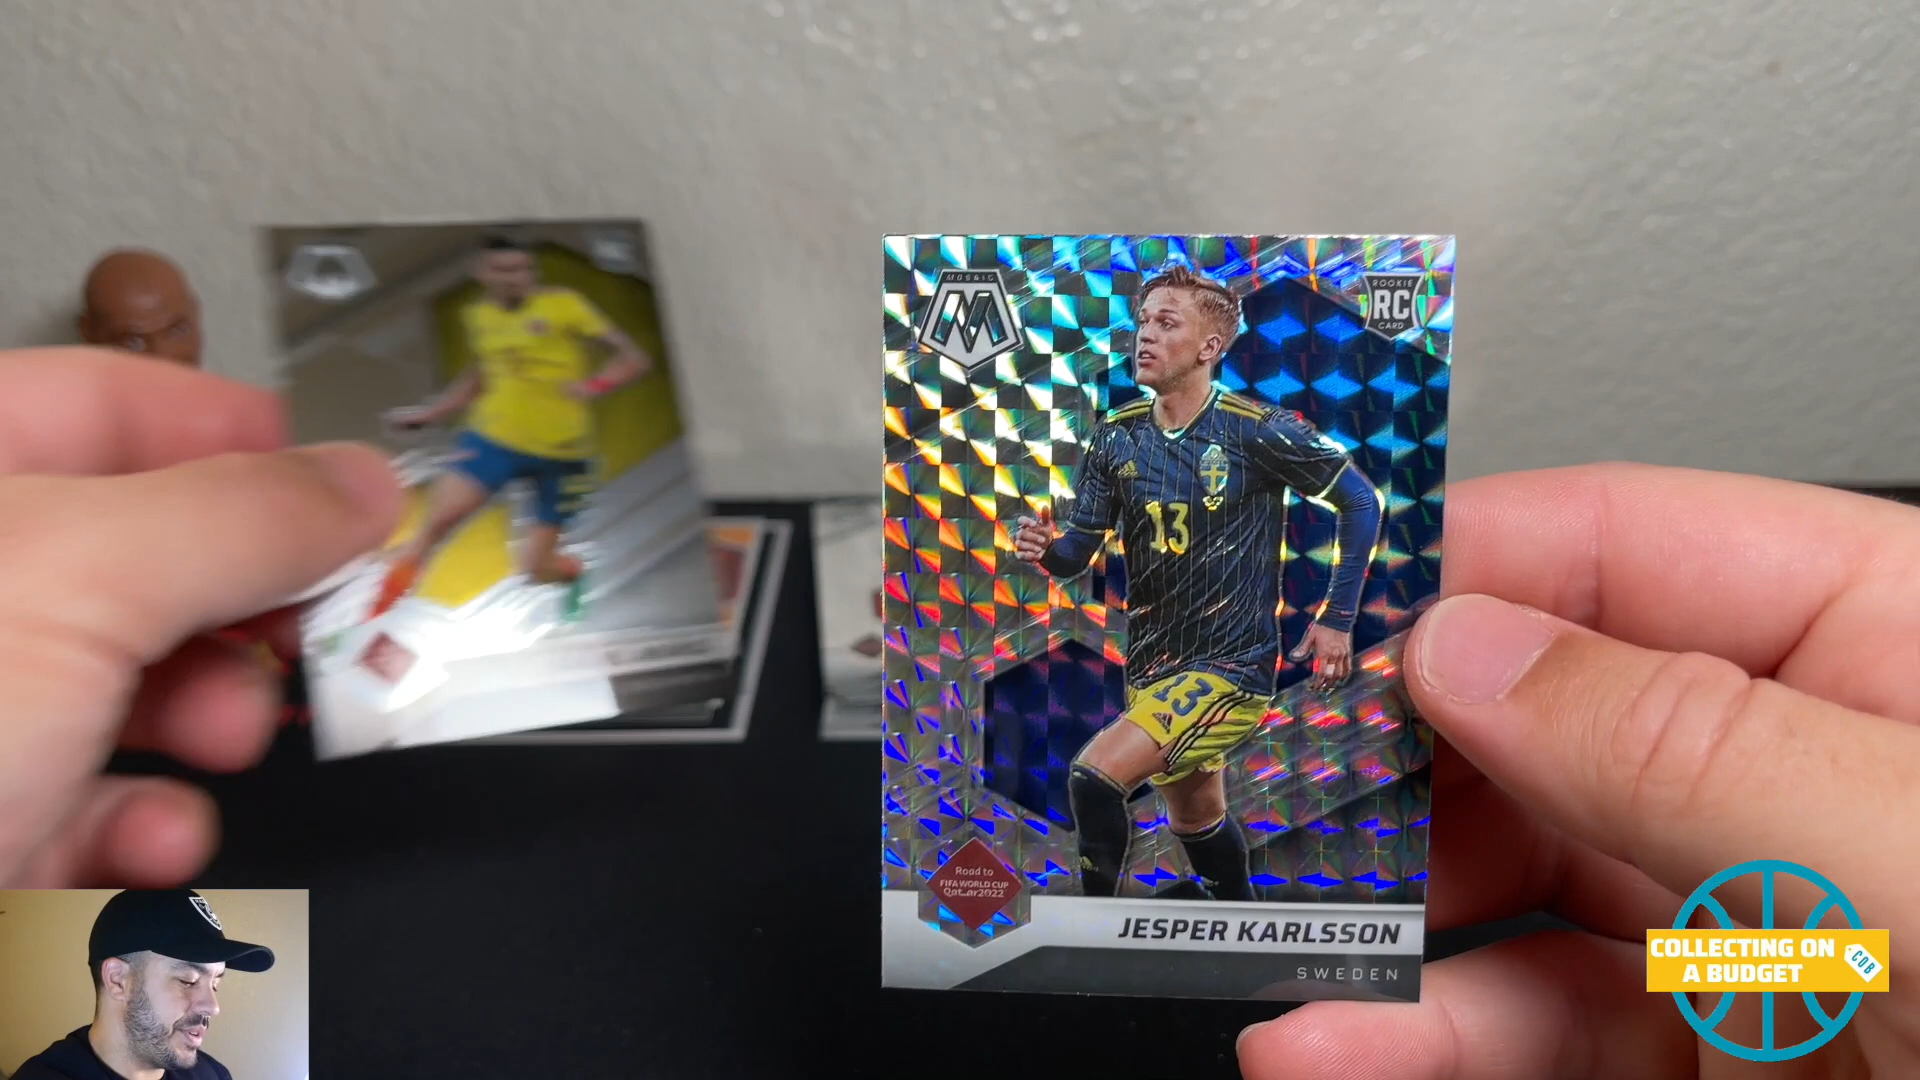 MOSAIC
M
ROOKIE
RC
CARD
13
13
Road to
FIFA WORLD CUP
Qatar2022
JESPER KARLSSON
SWEDEN
COLLECTING ON
A BUDGET
COB